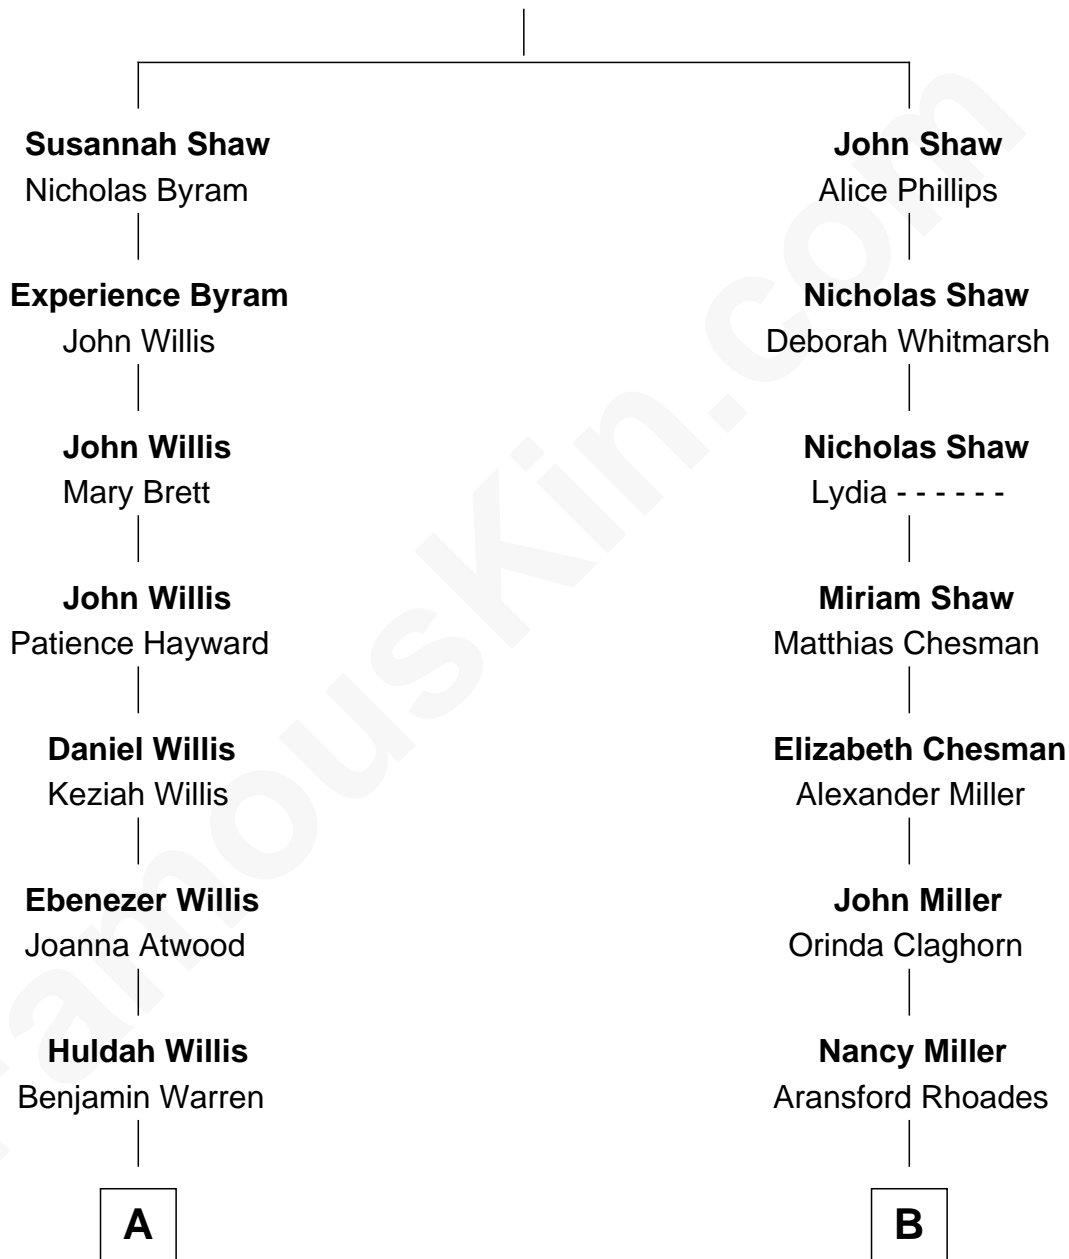 Susannah Shaw
Nicholas Byram
Experience Byram
John Willis
John Willis
Mary Brett
John Willis
Patience Hayward
Daniel Willis
Keziah Willis
Ebenezer Willis
Joanna Atwood
Huldah Willis
Benjamin Warren
A
John Shaw
Alice Phillips
Nicholas Shaw
Deborah Whitmarsh
Nicholas Shaw
Lydia - - - - - -
Miriam Shaw
Matthias Chesman
Elizabeth Chesman
Alexander Miller
John Miller
Orinda Claghorn
Nancy Miller
Aransford Rhoades
B
FamousKin.com